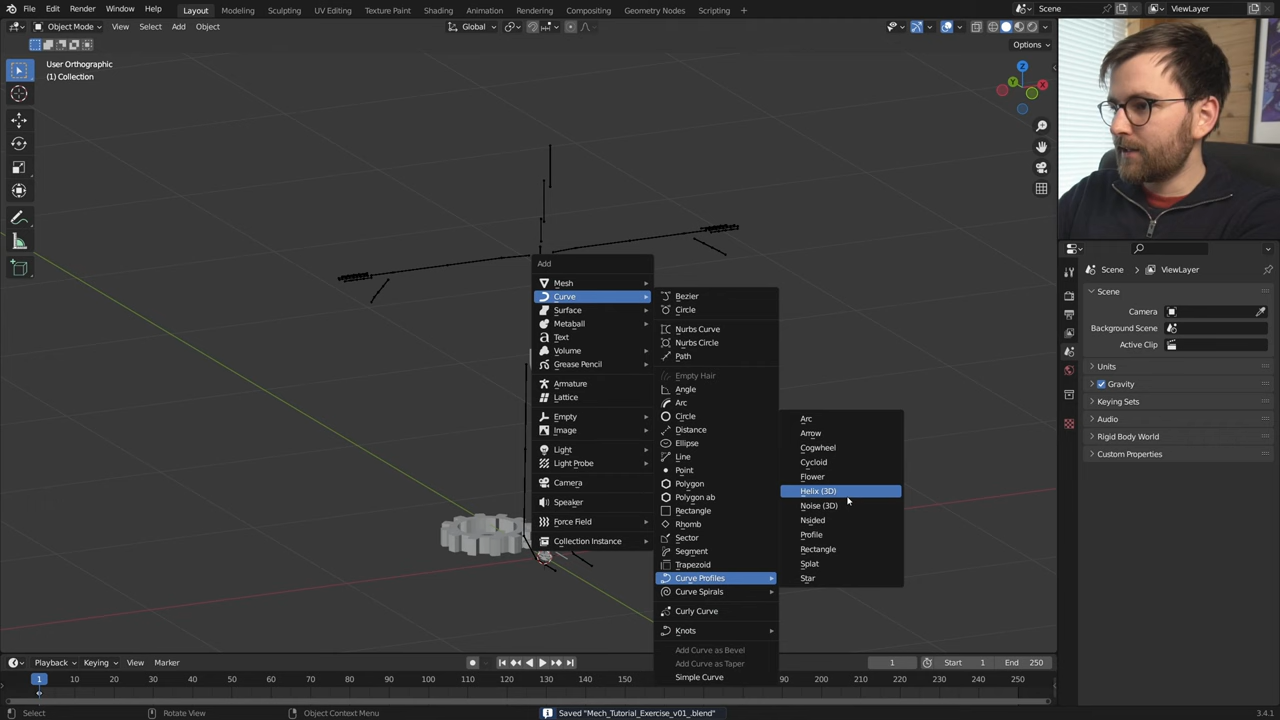 File Edit Render Window Help Layout Modeling Sculpting UV Editing Texture Paint Shading Animation Rendering Compositing Geometry Nodes Scripting + Scene ViewLayer
Object Mode View Select Add Object Global
Options
User Orthographic
(1) Collection
Z
X
Y
Add
Mesh
Curve
Surface
Metaball
Text
Volume
Grease Pencil
Armature
Lattice
Empty
Image
Light
Light Probe
Camera
Speaker
Force Field
Collection Instance
Bezier
Circle
Nurbs Curve
Nurbs Circle
Path
Empty Hair
Angle
Arc
Circle
Distance
Ellipse
Line
Point
Polygon
Polygon ab
Rectangle
Rhomb
Sector
Segment
Trapezoid
Curve Profiles
Curve Spirals
Curly Curve
Knots
Add Curve as Bevel
Add Curve as Taper
Simple Curve
Arc
Arrow
Cogwheel
Cycloid
Flower
Helix (3D)
Noise (3D)
Nsided
Profile
Rectangle
Splat
Star
Scene ViewLayer
Scene
Camera
Background Scene
Active Clip
Units
Gravity
Keying Sets
Audio
Rigid Body World
Custom Properties
Playback Keying View Marker 1 Start 1 End 250
1 10 20 30 40 50 60 70 80 90 100 110 120 130 140 150 160 170 180 190 200 210 220 230 240 250
Select Rotate View Object Context Menu Saved "Mech_Tutorial_Exercise_v01_.blend" 3.4.1